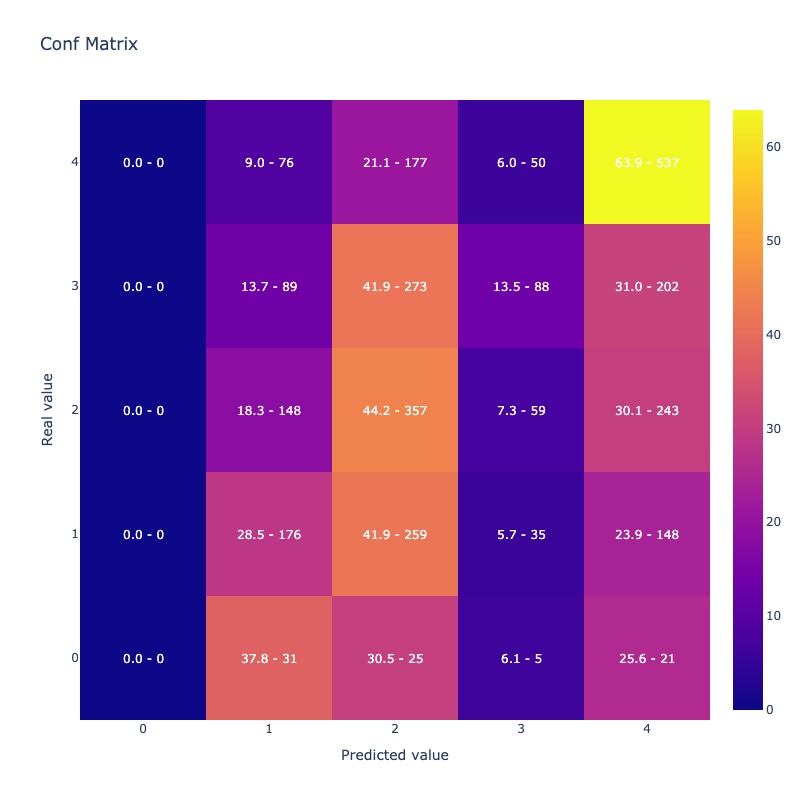 Conf Matrix
4
0.0 - 0
9.0 - 76
21.1 - 177
6.0 - 50
63.9 - 537
3
0.0 - 0
13.7 - 89
41.9 - 273
13.5 - 88
31.0 - 202
2
0.0 - 0
18.3 - 148
44.2 - 357
7.3 - 59
30.1 - 243
1
0.0 - 0
28.5 - 176
41.9 - 259
5.7 - 35
23.9 - 148
0
0.0 - 0
37.8 - 31
30.5 - 25
6.1 - 5
25.6 - 21
Real value
0
1
2
3
4
Predicted value
60
50
40
30
20
10
0